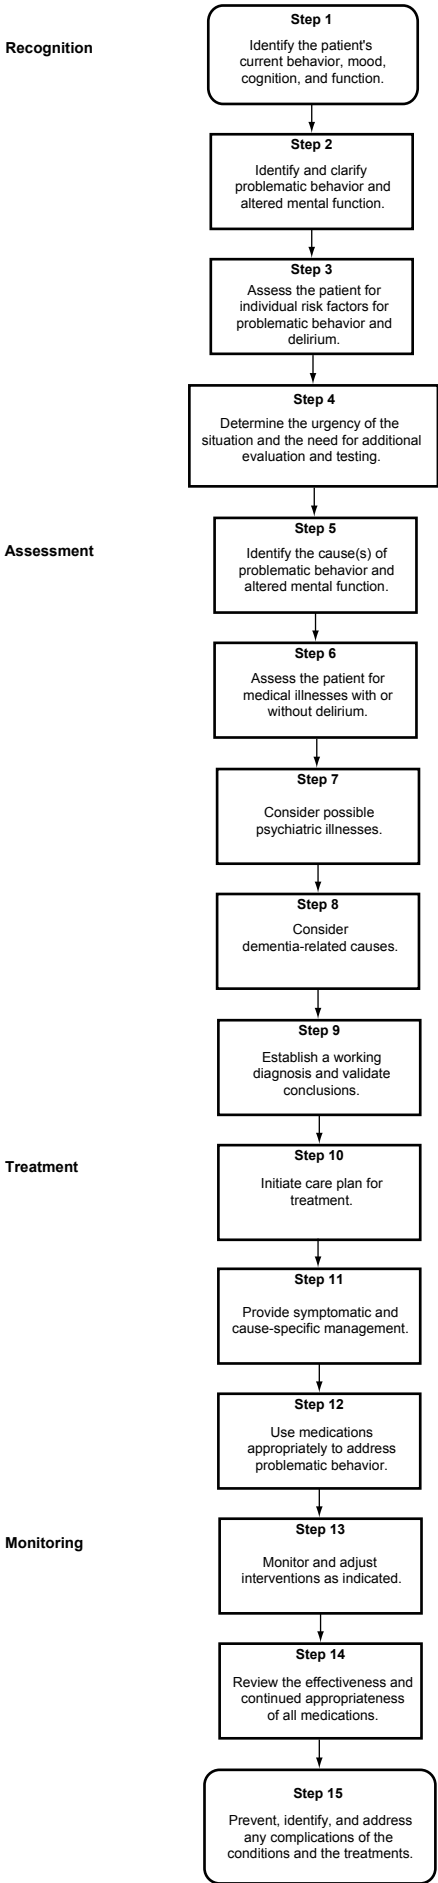 Step 1
Recognition
Identify the patient's
current behavior, mood,
cognition, and function.
Step 2
Identify and clarify
problematic behavior and
altered mental function.
Step 3
Assess the patient for
individual risk factors for
problematic behavior and
delirium.
Step 4
Determine the urgency of the
situation and the need for additional
evaluation and testing.
Step 5
Assessment
Identify the cause(s) of
problematic behavior and
altered mental function.
Step 6
Assess the patient for
medical illnesses with or
without delirium.
Step 7
Consider possible
psychiatric illnesses.
Step 8
Consider
dementia-related causes.
Step 9
Establish a working
diagnosis and validate
conclusions.
Step 10
Treatment
Initiate care plan for
treatment.
Step 11
Provide symptomatic and
cause-specific management.
Step 12
Use medications
appropriately to address
problematic behavior.
Step 13
Monitoring
Monitor and adjust
interventions as indicated.
Step 14
Review the effectiveness and
continued appropriateness
of all medications.
Step 15
Prevent, identify, and address
any complications of the
conditions and the treatments.